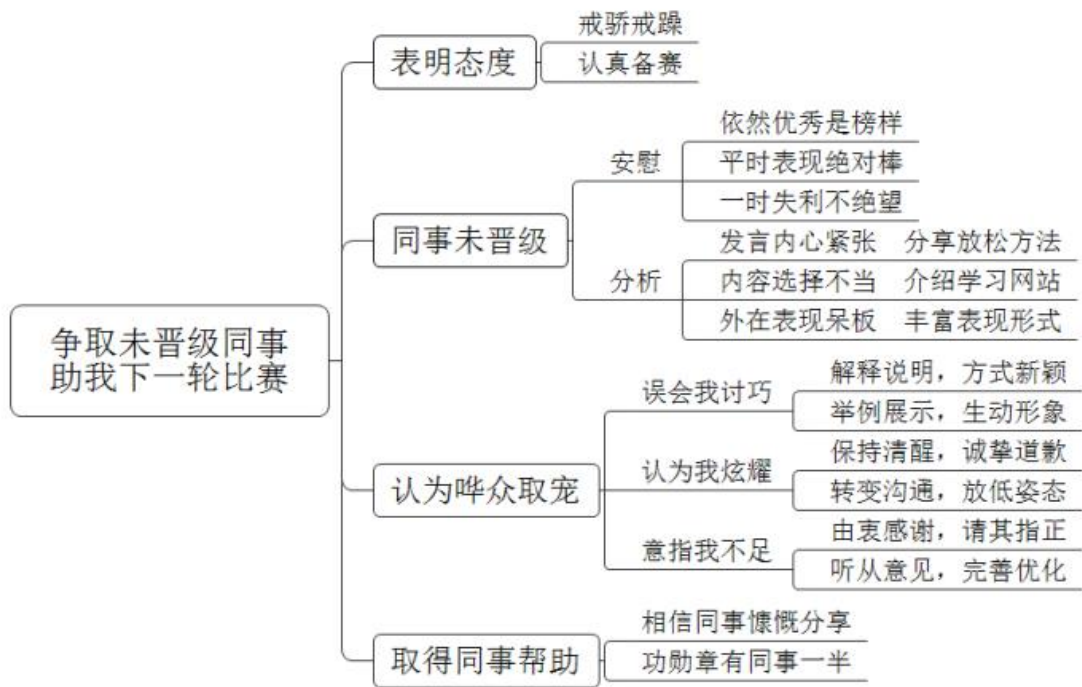 争取未晋级同事
助我下一轮比赛
表明态度
戒骄戒躁
认真备赛
同事未晋级
安慰
依然优秀是榜样
平时表现绝对棒
一时失利不绝望
分析
发言内心紧张 分享放松方法
内容选择不当 介绍学习网站
外在表现呆板 丰富表现形式
认为哗众取宠
误会我讨巧
解释说明，方式新颖
举例展示，生动形象
认为我炫耀
保持清醒，诚挚道歉
转变沟通，放低姿态
意指我不足
由衷感谢，请其指正
听从意见，完善优化
取得同事帮助
相信同事慷慨分享
功勋章有同事一半